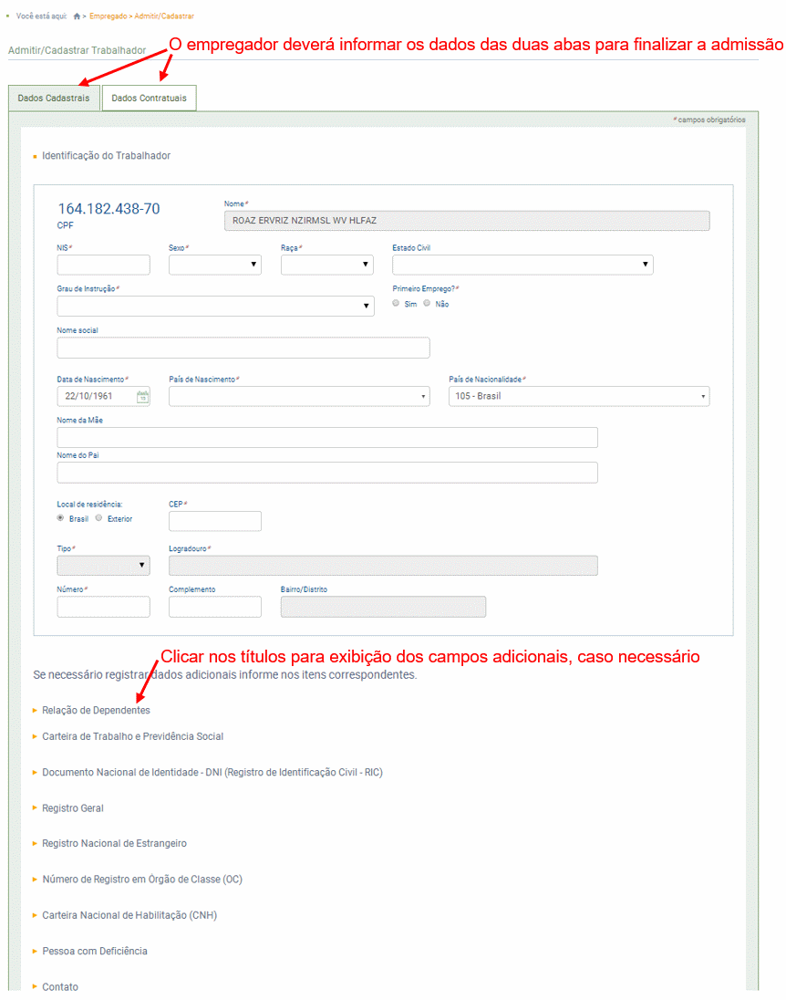 Você está aqui: > Empregado > Admitir/Cadastrar
O empregador deverá informar os dados das duas abas para finalizar a admissão
Admitir/Cadastrar Trabalhador
Dados Cadastrais Dados Contratuais
* campos obrigatórios
Identificação do Trabalhador
164.182.438-70
CPF
Nome*
ROAZ ERVRIZ NZIRMSL WV HLFAZ
NIS* Sexo* Raça* Estado Civil
Grau de Instrução* Primeiro Emprego?*
Sim Não
Nome social
Data de Nascimento* País de Nascimento* País de Nacionalidade*
22/10/1961 105 - Brasil
Nome da Mãe
Nome do Pai
Local de residência: CEP*
Brasil Exterior
Tipo* Logradouro*
Número* Complemento Bairro/Distrito
Clicar nos títulos para exibição dos campos adicionais, caso necessário
Se necessário registrar dados adicionais informe nos itens correspondentes.
Relação de Dependentes
Carteira de Trabalho e Previdência Social
Documento Nacional de Identidade - DNI (Registro de Identificação Civil - RIC)
Registro Geral
Registro Nacional de Estrangeiro
Número de Registro em Órgão de Classe (OC)
Carteira Nacional de Habilitação (CNH)
Pessoa com Deficiência
Contato